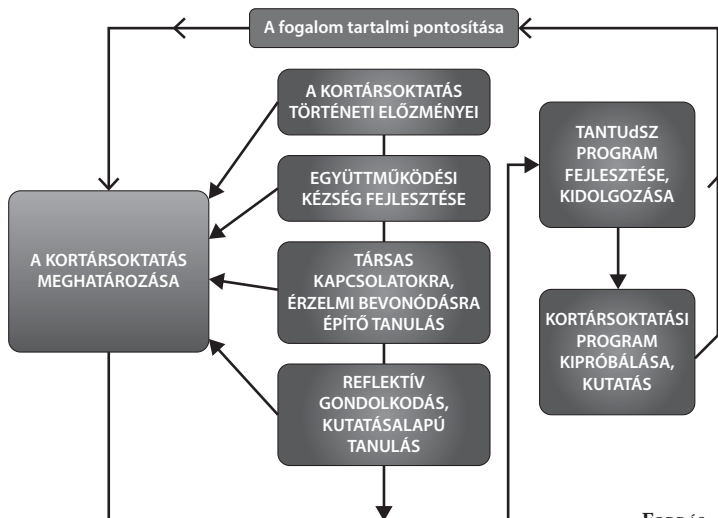 A fogalom tartalmi pontosítása
A KORTÁRSOKTATÁS
TÖRTÉNETI ELŐZMÉNYEI
EGYÜTTMŰKÖDÉSI
KÉZSÉG FEJLESZTÉSE
A KORTÁRSOKTATÁS
MEGHATÁROZÁSA
TÁRSAS
KAPCSOLATOKRA,
ÉRZELMI BEVONÓDÁSRA
ÉPÍTŐ TANULÁS
REFLEKTÍV
GONDOLKODÁS,
KUTATÁSALAPÚ
TANULÁS
TANTUdSZ
PROGRAM
FEJLESZTÉSE,
KIDOLGOZÁSA
KORTÁRSOKTATÁSI
PROGRAM
KIPRÓBÁLÁSA,
KUTATÁS